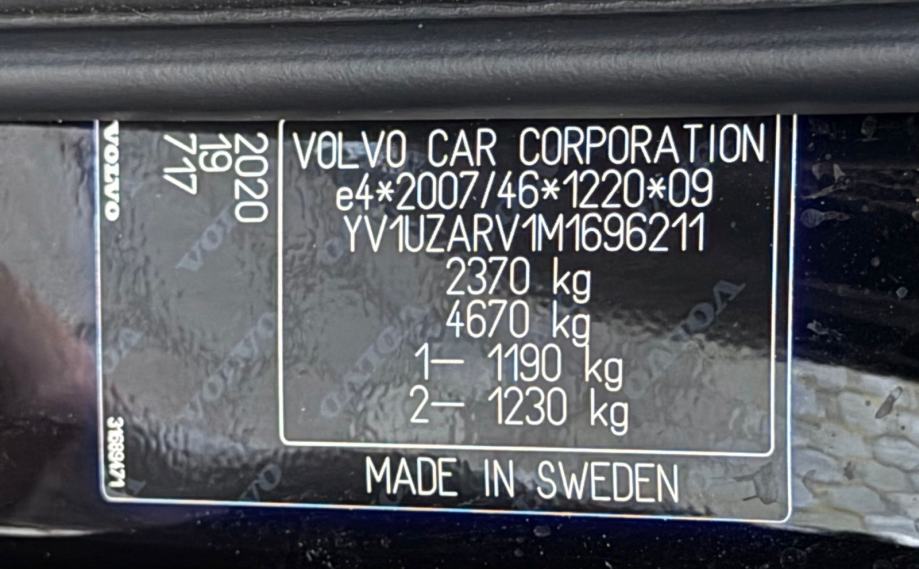 VOLVO
2020
19
717
VOLVO CAR CORPORATION
e4*2007/46*1220*09
YV1UZARV1M1696211
2370 kg
4670 kg
1– 1190 kg
2– 1230 kg
MADE IN SWEDEN
31689471